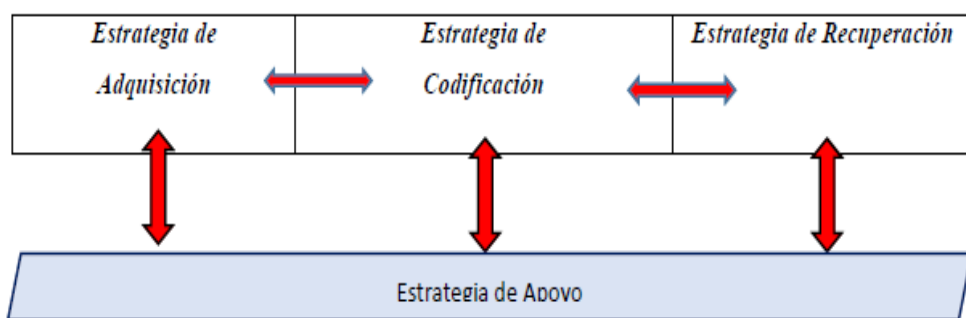 Estrategia de
Adquisición
Estrategia de
Codificación
Estrategia de Recuperación
Estrategia de Apoyo